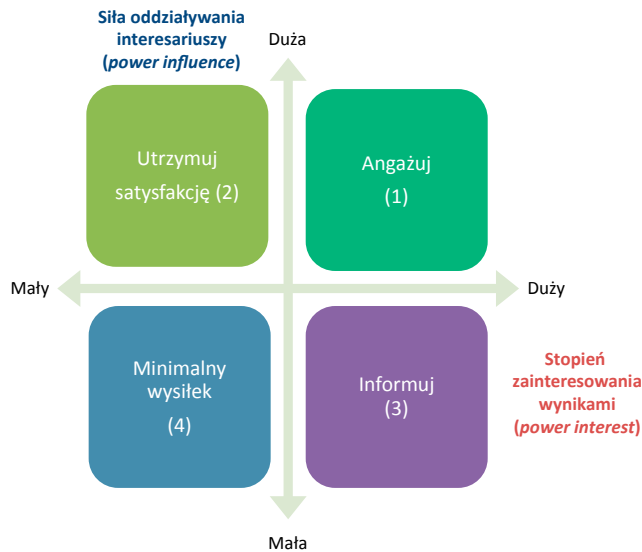 Siła oddziaływania
interesariuszy
(power influence)
Duża
Utrzymuj
satysfakcję (2)
Angażuj
(1)
Mały
Duży
Minimalny
wysiłek
(4)
Informuj
(3)
Stopień
zainteresowania
wynikami
(power interest)
Mała